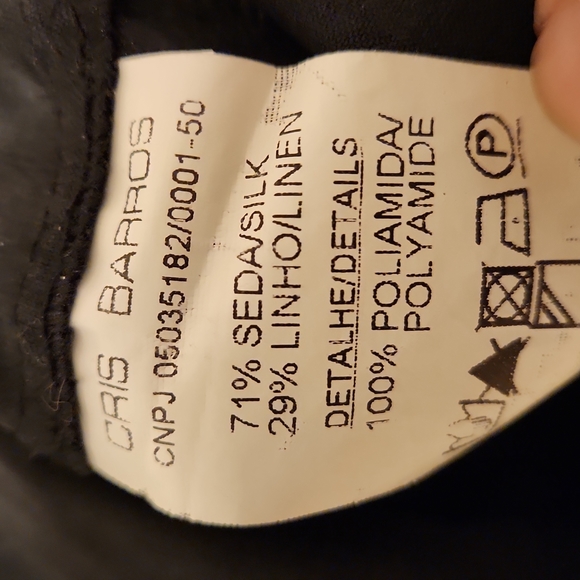 CRIS BARROS
CNPJ 05035182/0001-50
71% SEDA/SILK
29% LINHO/LINEN
DETALHE/DETAILS
100% POLIAMIDA/
POLYAMIDE
P